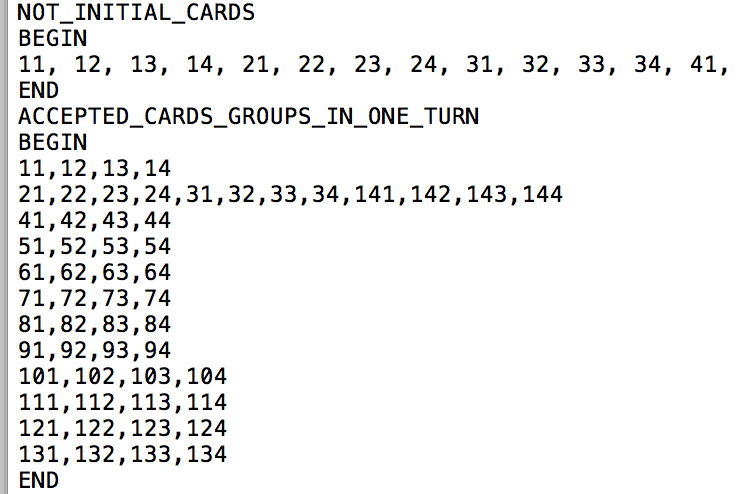 NOT_INITIAL_CARDS
BEGIN
11, 12, 13, 14, 21, 22, 23, 24, 31, 32, 33, 34, 41,
END
ACCEPTED_CARDS_GROUPS_IN_ONE_TURN
BEGIN
11,12,13,14
21,22,23,24,31,32,33,34,141,142,143,144
41,42,43,44
51,52,53,54
61,62,63,64
71,72,73,74
81,82,83,84
91,92,93,94
101,102,103,104
111,112,113,114
121,122,123,124
131,132,133,134
END